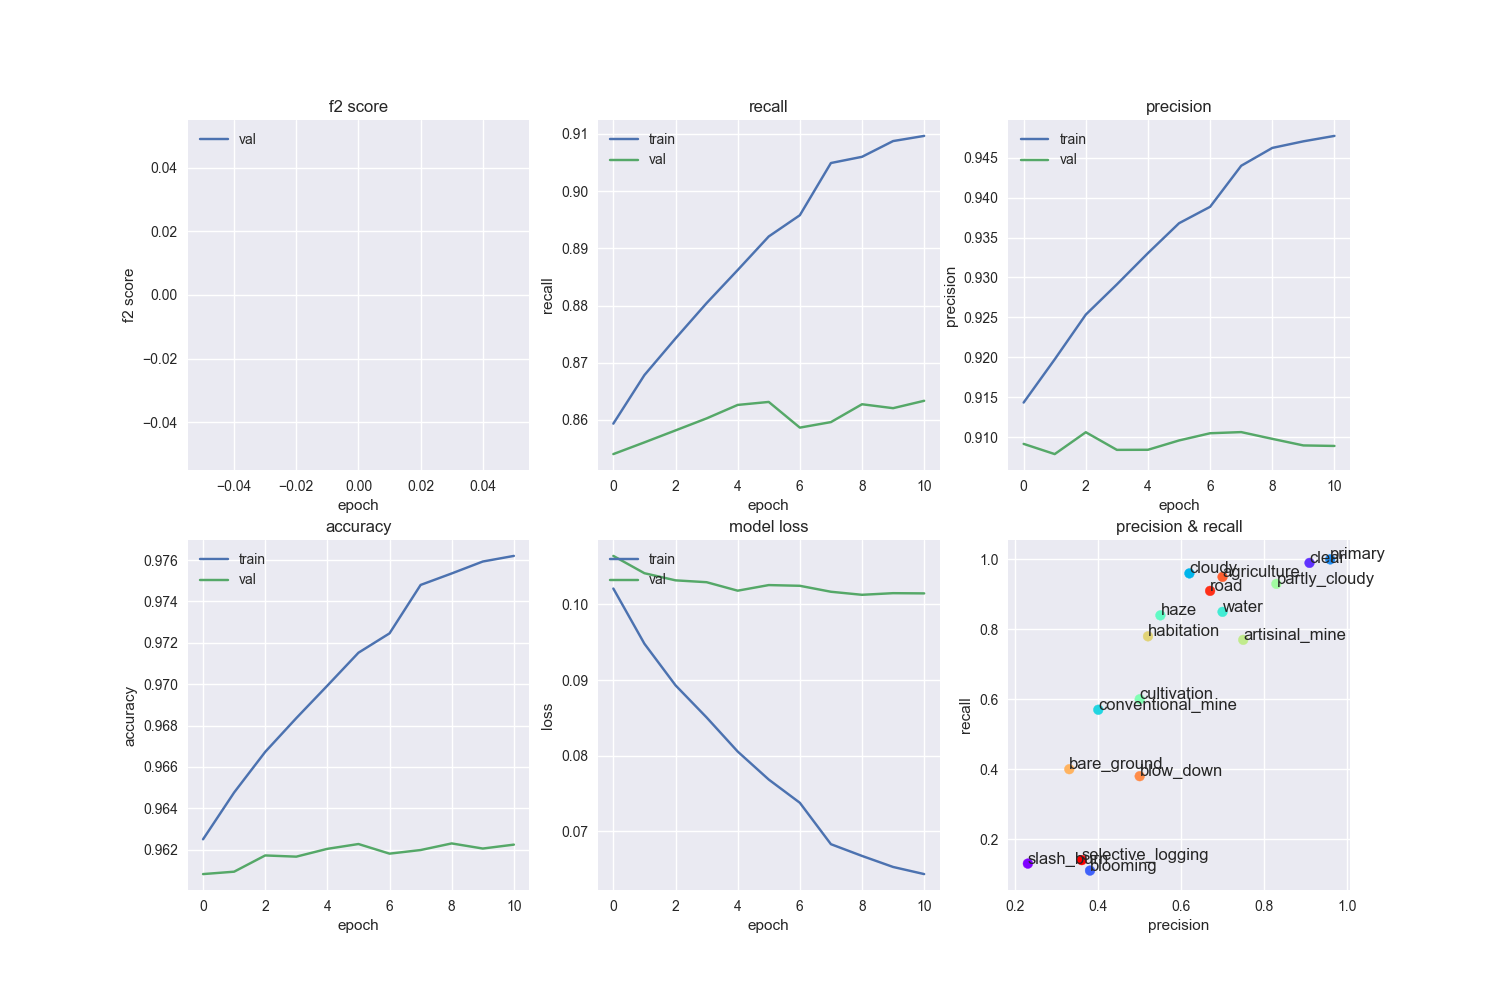 f2 score
val
0.04
0.02
0.00
−0.02
−0.04
f2 score
−0.04 −0.02 0.00 0.02 0.04
epoch
recall
train
val
0.91
0.90
0.89
0.88
0.87
0.86
recall
0 2 4 6 8 10
epoch
precision
train
val
0.945
0.940
0.935
0.930
0.925
0.920
0.915
0.910
precision
0 2 4 6 8 10
epoch
accuracy
train
val
0.976
0.974
0.972
0.970
0.968
0.966
0.964
0.962
accuracy
0 2 4 6 8 10
epoch
model loss
train
val
0.10
0.09
0.08
0.07
loss
0 2 4 6 8 10
epoch
precision & recall
1.0
0.8
0.6
0.4
0.2
recall
primary
clear
cloudy
agriculture
partly_cloudy
road
haze
water
habitation
artisinal_mine
cultivation
conventional_mine
bare_ground
blow_down
slash_burn
selective_logging
blooming
0.2 0.4 0.6 0.8 1.0
precision